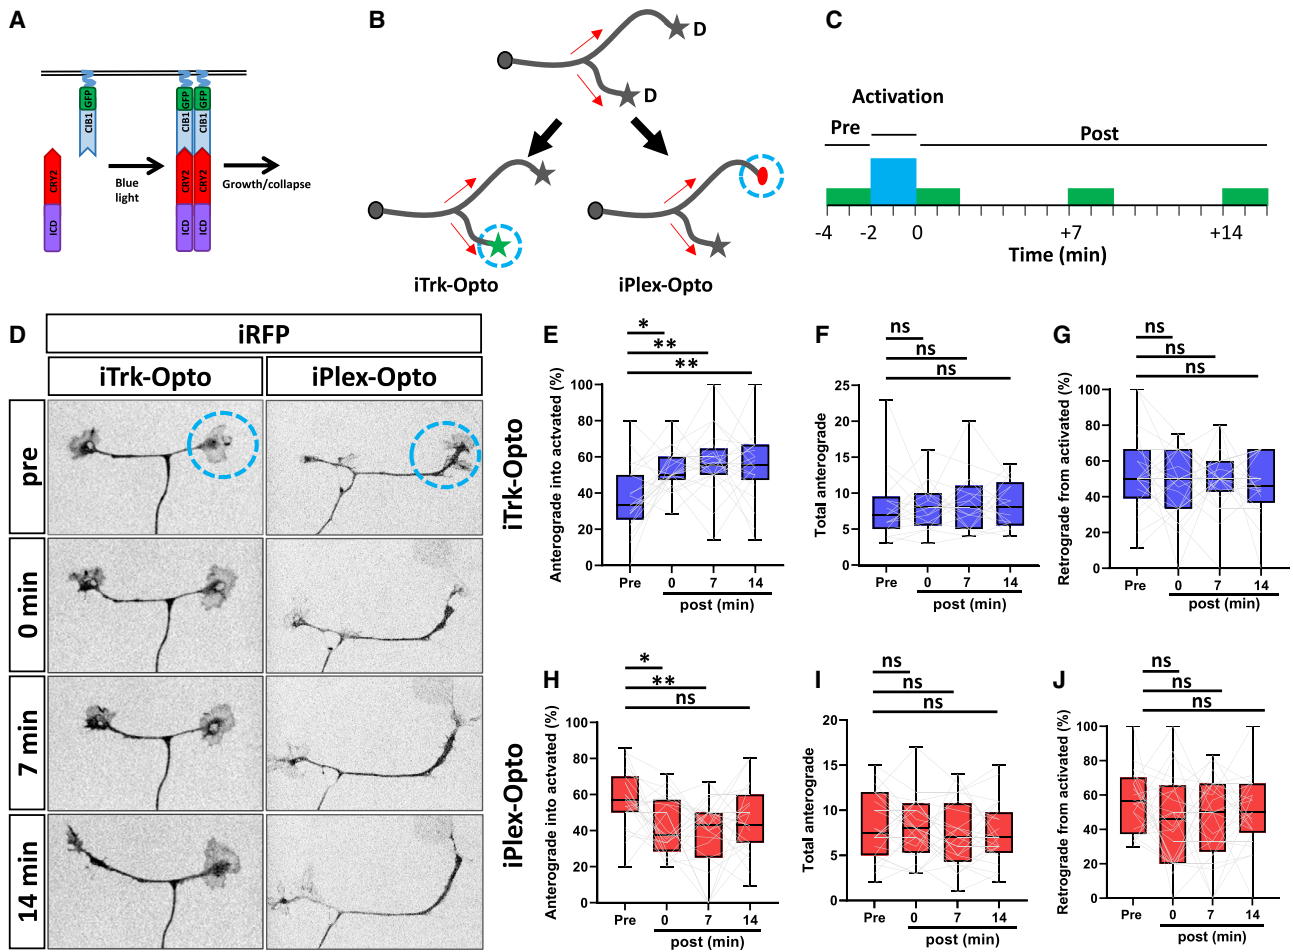 A
GFP
CIB1
CRY2
ICD
Blue
light
GFP
CIB1
CRY2
ICD
GFP
CIB1
CRY2
ICD
Growth/collapse
B
D
D
iTrk-Opto
iPlex-Opto
C
Activation
Pre
Post
-4
-2
0
+7
+14
Time (min)
D
iRFP
iTrk-Opto
iPlex-Opto
pre
0 min
7 min
14 min
iTrk-Opto
E
*
**
**
Anterograde into actvated (%)
100
80
60
40
20
0
Pre
0
7
14
post (min)
F
ns
ns
ns
Total anterograde
25
20
15
10
5
0
Pre
0
7
14
post (min)
G
ns
ns
ns
Retrograde from activated (%)
100
80
60
40
20
0
Pre
0
7
14
post (min)
iPlex-Opto
H
*
**
ns
Anterograde into actvated (%)
100
80
60
40
20
0
Pre
0
7
14
post (min)
I
ns
ns
ns
Total anterograde
20
15
10
5
0
Pre
0
7
14
post (min)
J
ns
ns
ns
Retrograde from activated (%)
100
80
60
40
20
0
Pre
0
7
14
post (min)